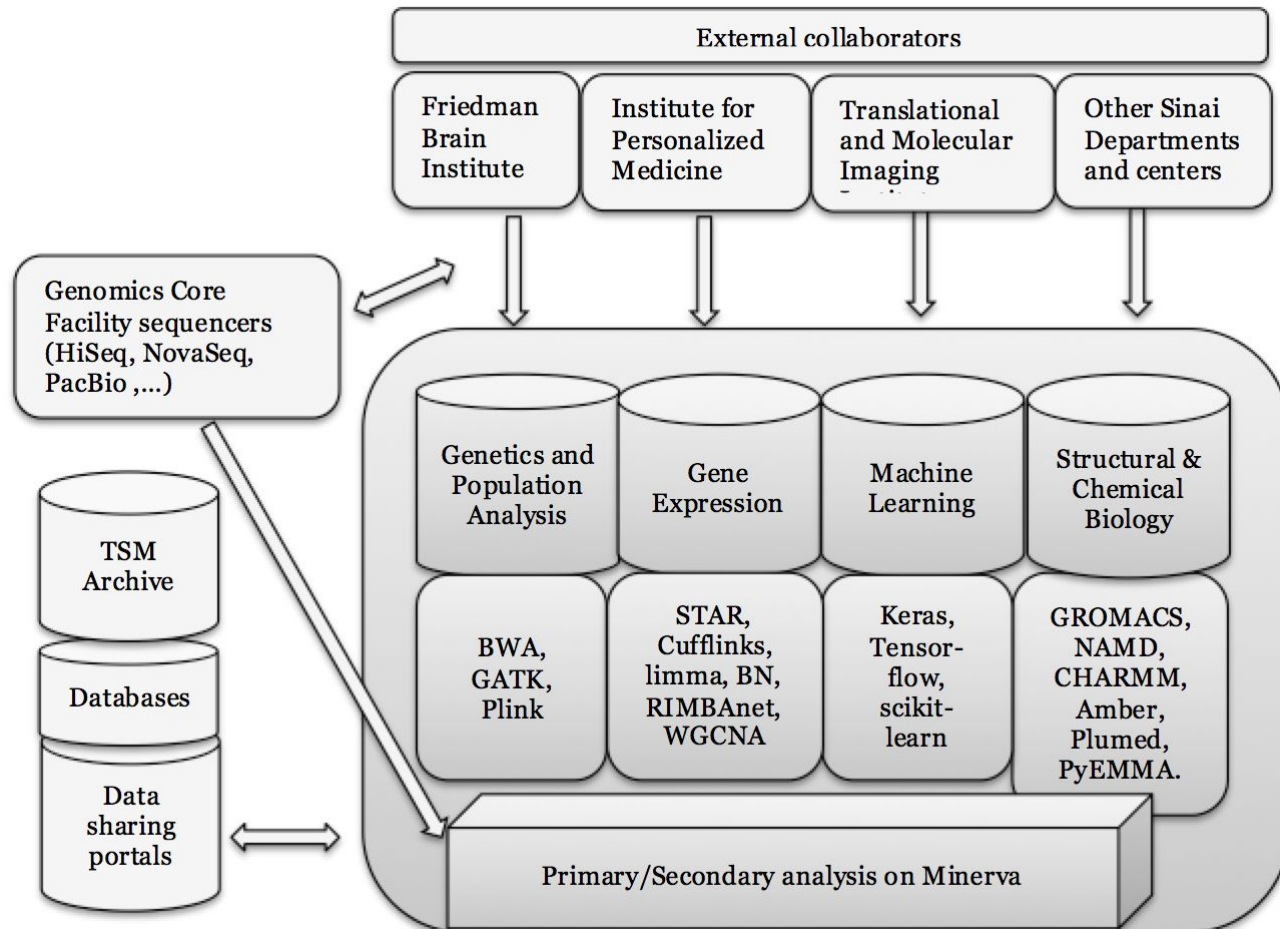 External collaborators
Friedman
Brain
Institute
Institute for
Personalized
Medicine
Translational
and Molecular
Imaging
Other Sinai
Departments
and centers
Genomics Core
Facility sequencers
(HiSeq, NovaSeq,
PacBio ,...)
Genetics and
Population
Analysis
Gene
Expression
Machine
Learning
Structural &
Chemical
Biology
TSM
Archive
Databases
Data
sharing
portals
BWA,
GATK,
Plink
STAR,
Cufflinks,
limma, BN,
RIMBAnet,
WGCNA
Keras,
Tensor-
flow,
scikit-
learn
GROMACS,
NAMD,
CHARMM,
Amber,
Plumed,
PyEMMA.
Primary/Secondary analysis on Minerva